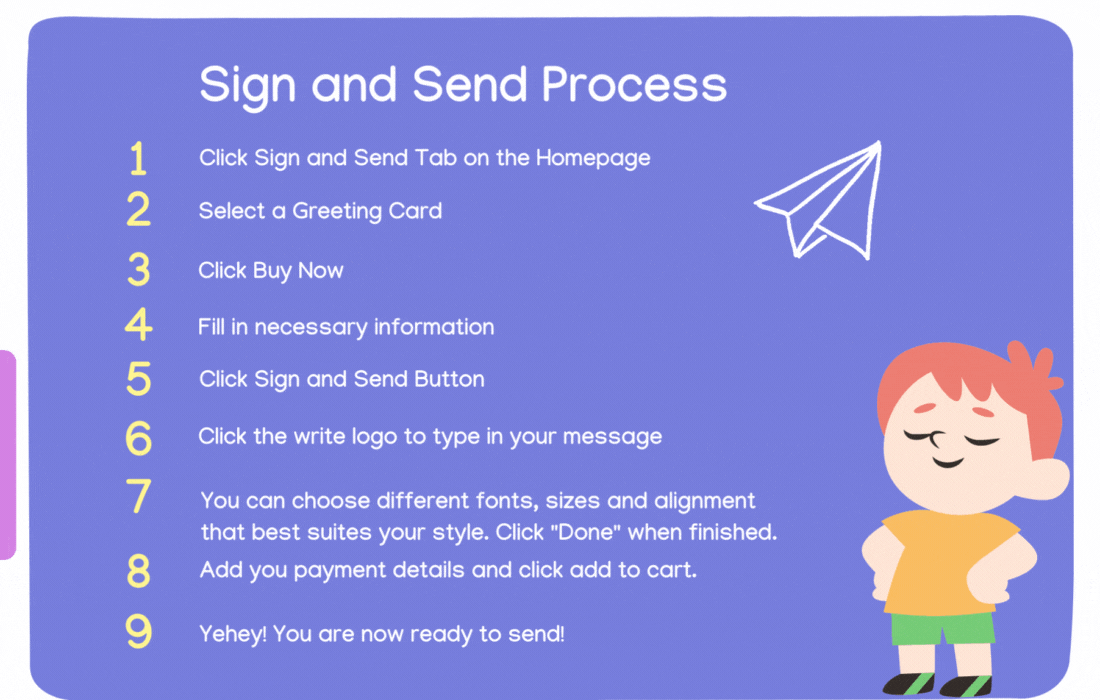 Sign and Send Process
1 Click Sign and Send Tab on the Homepage
2 Select a Greeting Card
3 Click Buy Now
4 Fill in necessary information
5 Click Sign and Send Button
6 Click the write logo to type in your message
7 You can choose different fonts, sizes and alignment
that best suites your style. Click "Done" when finished.
8 Add you payment details and click add to cart.
9 Yehey! You are now ready to send!